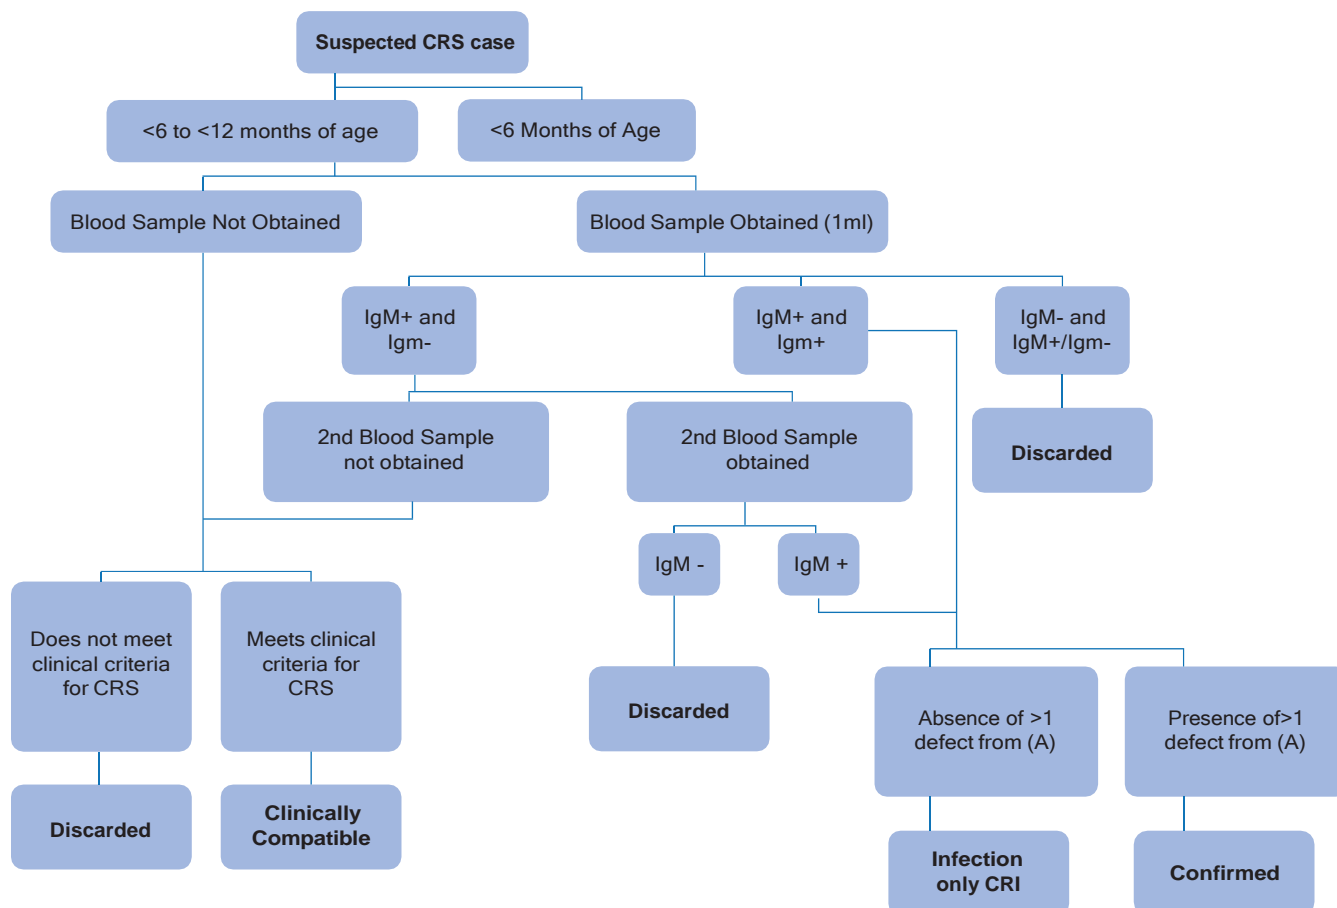 Suspected CRS case
<6 to <12 months of age
<6 Months of Age
Blood Sample Not Obtained
Blood Sample Obtained (1ml)
IgM+ and
Igm-
IgM+ and
Igm+
IgM- and
IgM+/Igm-
2nd Blood Sample
not obtained
2nd Blood Sample
obtained
Discarded
IgM -
IgM +
Does not meet
clinical criteria
for CRS
Meets clinical
criteria for
CRS
Discarded
Absence of >1
defect from (A)
Presence of>1
defect from (A)
Discarded
Clinically
Compatible
Infection
only CRI
Confirmed